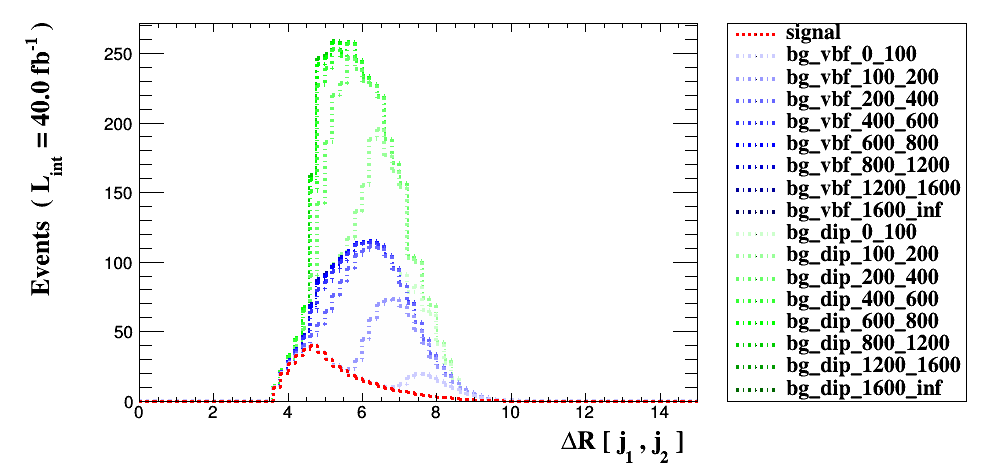 Events ( L_int = 40.0 fb^-1 )
250
200
150
100
50
0
0 2 4 6 8 10 12 14
ΔR [ j_1 , j_2 ]
signal
bg_vbf_0_100
bg_vbf_100_200
bg_vbf_200_400
bg_vbf_400_600
bg_vbf_600_800
bg_vbf_800_1200
bg_vbf_1200_1600
bg_vbf_1600_inf
bg_dip_0_100
bg_dip_100_200
bg_dip_200_400
bg_dip_400_600
bg_dip_600_800
bg_dip_800_1200
bg_dip_1200_1600
bg_dip_1600_inf